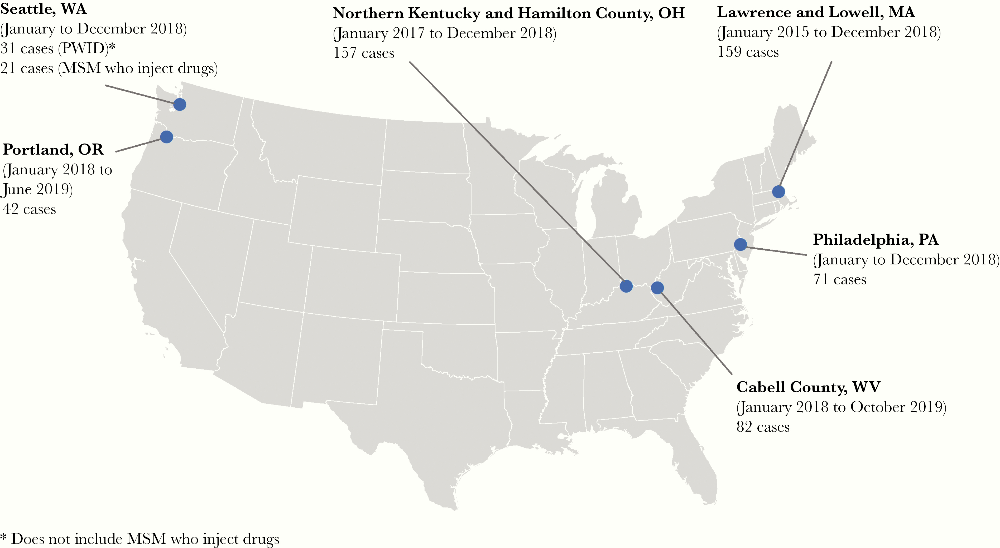 Seattle, WA
(January to December 2018)
31 cases (PWID)*
21 cases (MSM who inject drugs)
Northern Kentucky and Hamilton County, OH
(January 2017 to December 2018)
157 cases
Lawrence and Lowell, MA
(January 2015 to December 2018)
159 cases
Portland, OR
(January 2018 to
June 2019)
42 cases
Philadelphia, PA
(January to December 2018)
71 cases
Cabell County, WV
(January 2018 to October 2019)
82 cases
* Does not include MSM who inject drugs